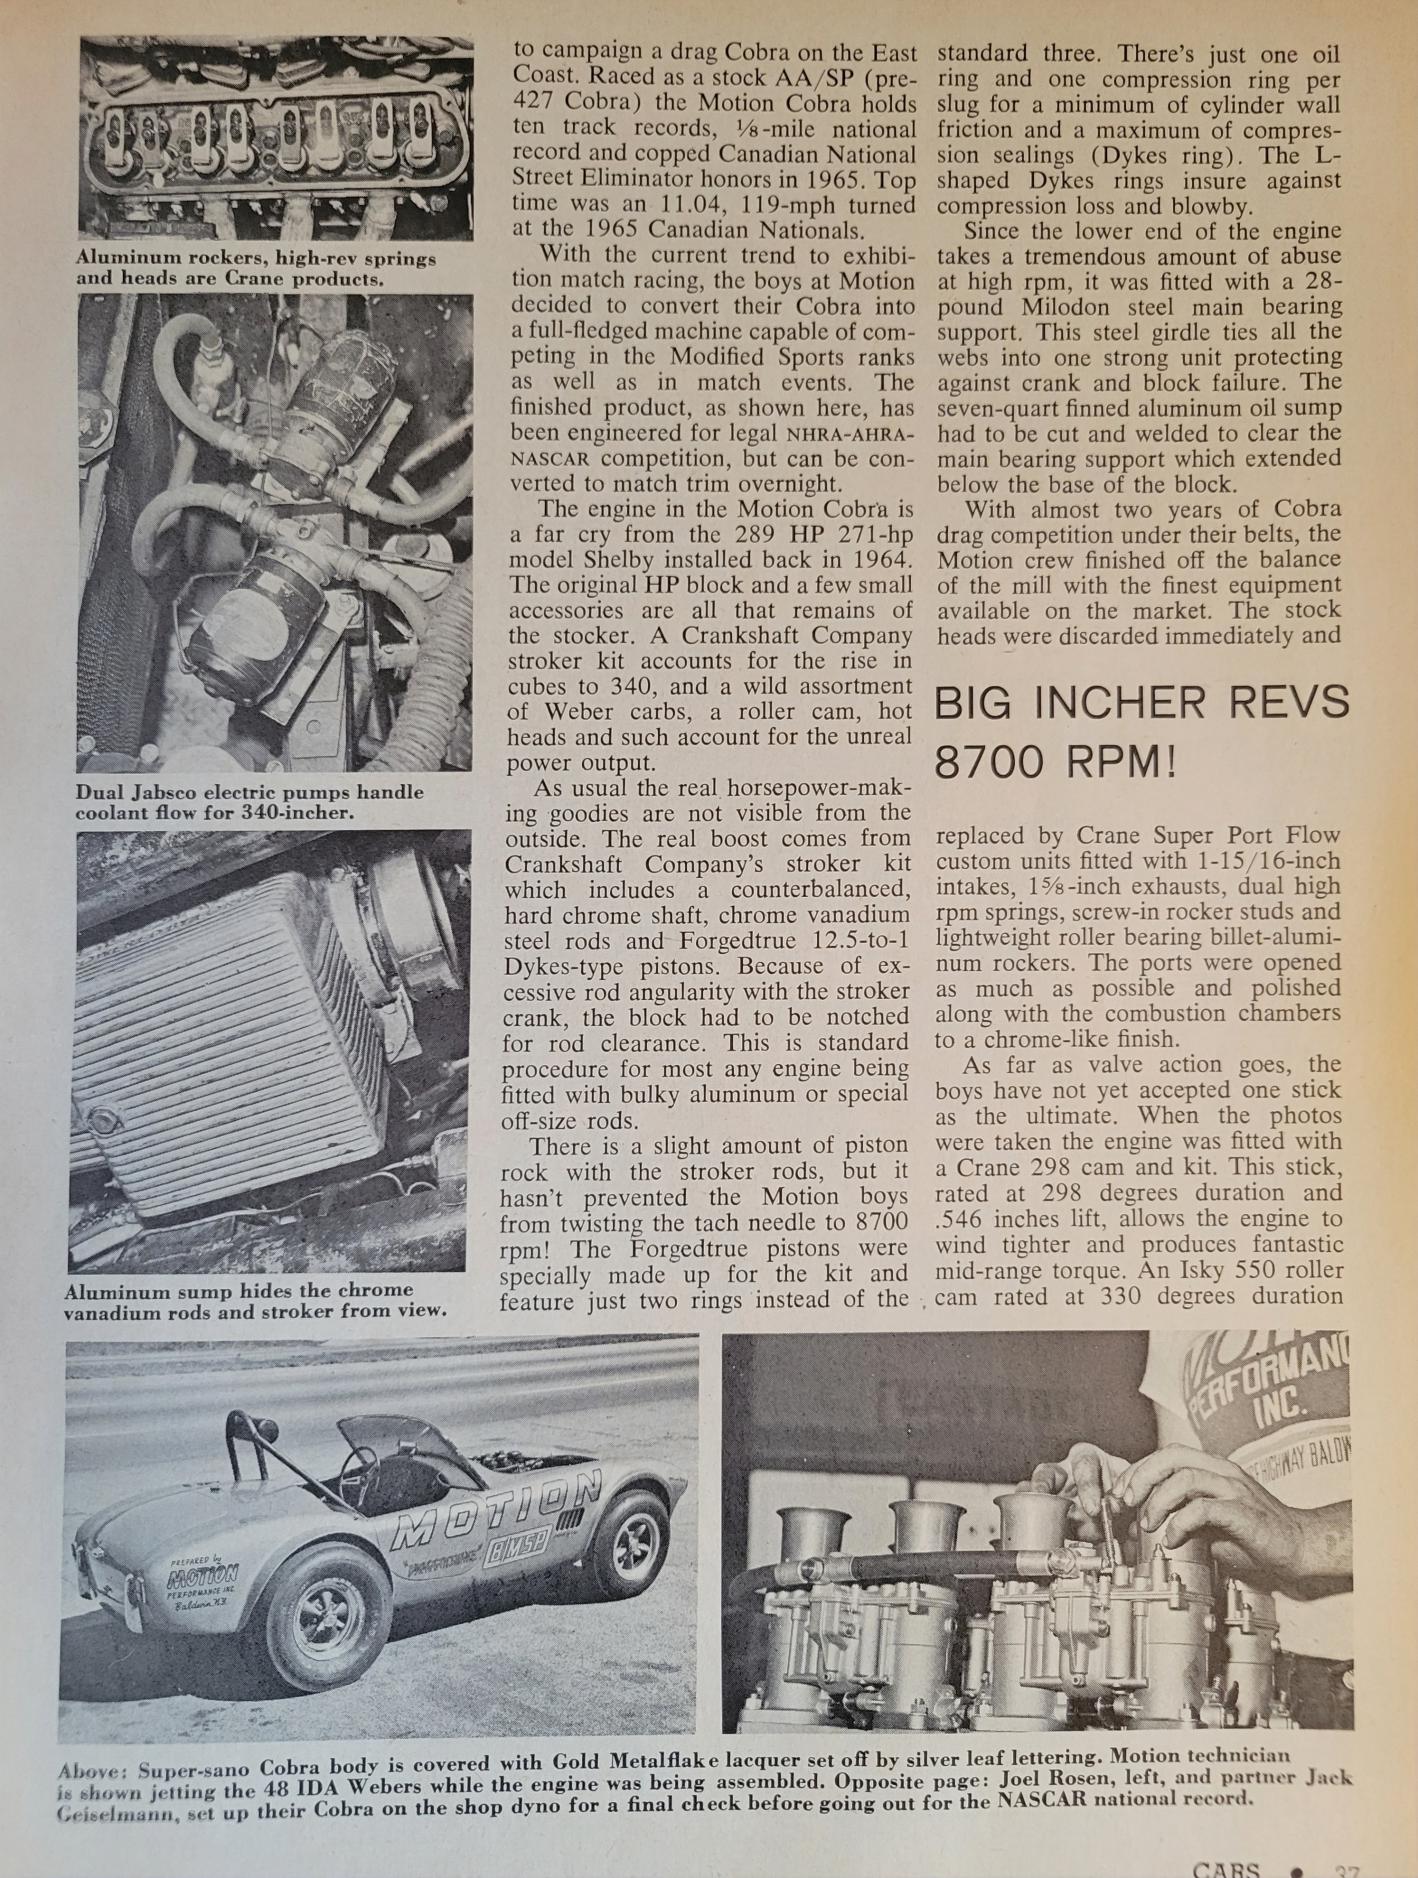 Aluminum rockers, high-rev springs
and heads are Crane products.
Dual Jabsco electric pumps handle
coolant flow for 340-incher.
Aluminum sump hides the chrome
vanadium rods and stroker from view.
to campaign a drag Cobra on the East
Coast. Raced as a stock AA/SP (pre-
427 Cobra) the Motion Cobra holds
ten track records, ⅛-mile national
record and copped Canadian National
Street Eliminator honors in 1965. Top
time was an 11.04, 119-mph turned
at the 1965 Canadian Nationals.
With the current trend to exhibi-
tion match racing, the boys at Motion
decided to convert their Cobra into
a full-fledged machine capable of com-
peting in the Modified Sports ranks
as well as in match events. The
finished product, as shown here, has
been engineered for legal NHRA-AHRA-
NASCAR competition, but can be con-
verted to match trim overnight.
The engine in the Motion Cobra is
a far cry from the 289 HP 271-hp
model Shelby installed back in 1964.
The original HP block and a few small
accessories are all that remains of
the stocker. A Crankshaft Company
stroker kit accounts for the rise in
cubes to 340, and a wild assortment
of Weber carbs, a roller cam, hot
heads and such account for the unreal
power output.
As usual the real horsepower-mak-
ing goodies are not visible from the
outside. The real boost comes from
Crankshaft Company's stroker kit
which includes a counterbalanced,
hard chrome shaft, chrome vanadium
steel rods and Forgedtrue 12.5-to-1
Dykes-type pistons. Because of ex-
cessive rod angularity with the stroker
crank, the block had to be notched
for rod clearance. This is standard
procedure for most any engine being
fitted with bulky aluminum or special
off-size rods.
There is a slight amount of piston
rock with the stroker rods, but it
hasn't prevented the Motion boys
from twisting the tach needle to 8700
rpm! The Forgedtrue pistons were
specially made up for the kit and
feature just two rings instead of the
standard three. There's just one oil
ring and one compression ring per
slug for a minimum of cylinder wall
friction and a maximum of compres-
sion sealings (Dykes ring). The L-
shaped Dykes rings insure against
compression loss and blowby.
Since the lower end of the engine
takes a tremendous amount of abuse
at high rpm, it was fitted with a 28-
pound Milodon steel main bearing
support. This steel girdle ties all the
webs into one strong unit protecting
against crank and block failure. The
seven-quart finned aluminum oil sump
had to be cut and welded to clear the
main bearing support which extended
below the base of the block.
With almost two years of Cobra
drag competition under their belts, the
Motion crew finished off the balance
of the mill with the finest equipment
available on the market. The stock
heads were discarded immediately and
BIG INCHER REVS
8700 RPM!
replaced by Crane Super Port Flow
custom units fitted with 1-15/16-inch
intakes, 1⅝-inch exhausts, dual high
rpm springs, screw-in rocker studs and
lightweight roller bearing billet-alumi-
num rockers. The ports were opened
as much as possible and polished
along with the combustion chambers
to a chrome-like finish.
As far as valve action goes, the
boys have not yet accepted one stick
as the ultimate. When the photos
were taken the engine was fitted with
a Crane 298 cam and kit. This stick,
rated at 298 degrees duration and
.546 inches lift, allows the engine to
wind tighter and produces fantastic
mid-range torque. An Isky 550 roller
cam rated at 330 degrees duration
MOTION
BMSP
PREPARED by
MOTION
PERFORMANCE INC.
Baldwin N.Y.
PERFORMANC
INC.
HIGHWAY BALDW
Above: Super-sano Cobra body is covered with Gold Metalflake lacquer set off by silver leaf lettering. Motion technician
is shown jetting the 48 IDA Webers while the engine was being assembled. Opposite page: Joel Rosen, left, and partner Jack
Geiselmann, set up their Cobra on the shop dyno for a final check before going out for the NASCAR national record.
CARS • 37